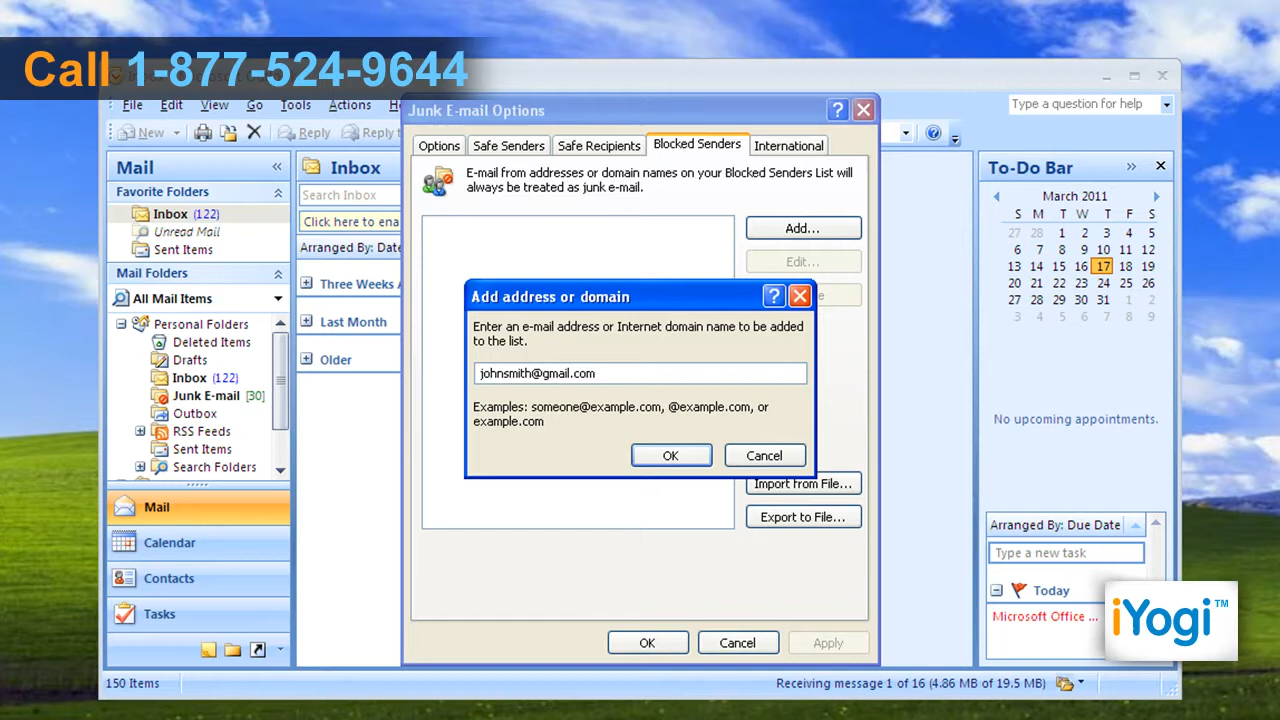 Call 1-877-524-9644
File Edit View Go Tools Actions
Type a question for help
New Reply Reply t
Mail
Favorite Folders
Inbox (122)
Unread Mail
Sent Items
Mail Folders
All Mail Items
Personal Folders
Deleted Items
Drafts
Inbox (122)
Junk E-mail [30]
Outbox
RSS Feeds
Sent Items
Search Folders
Mail
Calendar
Contacts
Tasks
150 Items
Inbox
Search Inbox
Click here to ena
Arranged By: Date
Three Weeks A
Last Month
Older
Junk E-mail Options
Options Safe Senders Safe Recipients Blocked Senders International
E-mail from addresses or domain names on your Blocked Senders List will
always be treated as junk e-mail.
Add...
Edit...
e
Add address or domain
Enter an e-mail address or Internet domain name to be added
to the list.
johnsmith@gmail.com
Examples: someone@example.com, @example.com, or
example.com
OK Cancel
Import from File...
Export to File...
OK Cancel Apply
To-Do Bar
March 2011
S M T W T F S
27 28 1 2 3 4 5
6 7 8 9 10 11 12
13 14 15 16 17 18 19
20 21 22 23 24 25 26
27 28 29 30 31 1 2
3 4 5 6 7 8 9
No upcoming appointments.
Arranged By: Due Date
Type a new task
Today
Microsoft Office ...
iYogi™
Receiving message 1 of 16 (4.86 MB of 19.5 MB)